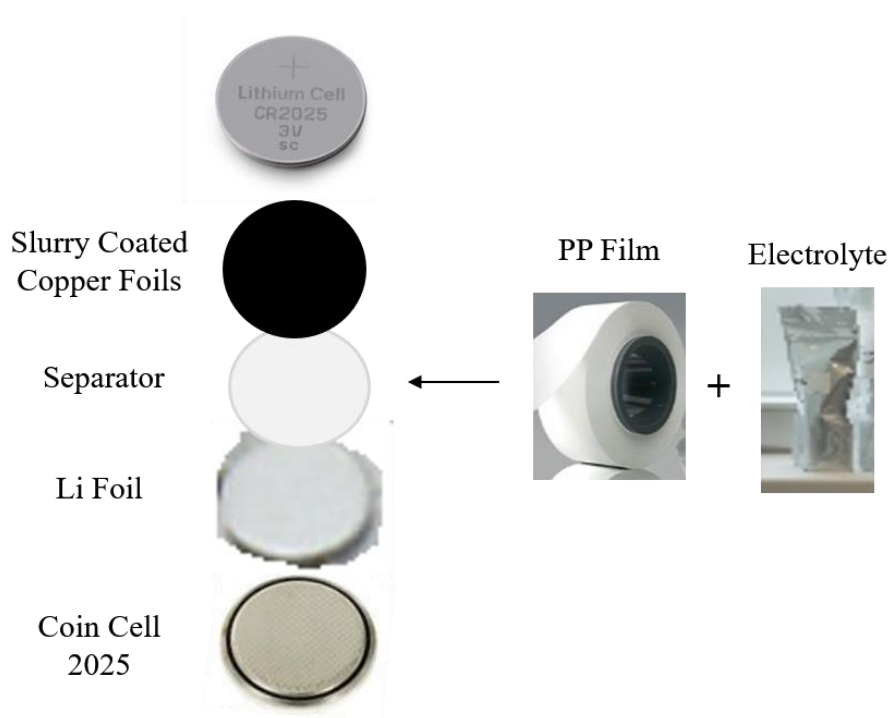 Lithium Cell
CR2025
3V
SC
Slurry Coated
Copper Foils
PP Film
Electrolyte
Separator
+
Li Foil
Coin Cell
2025